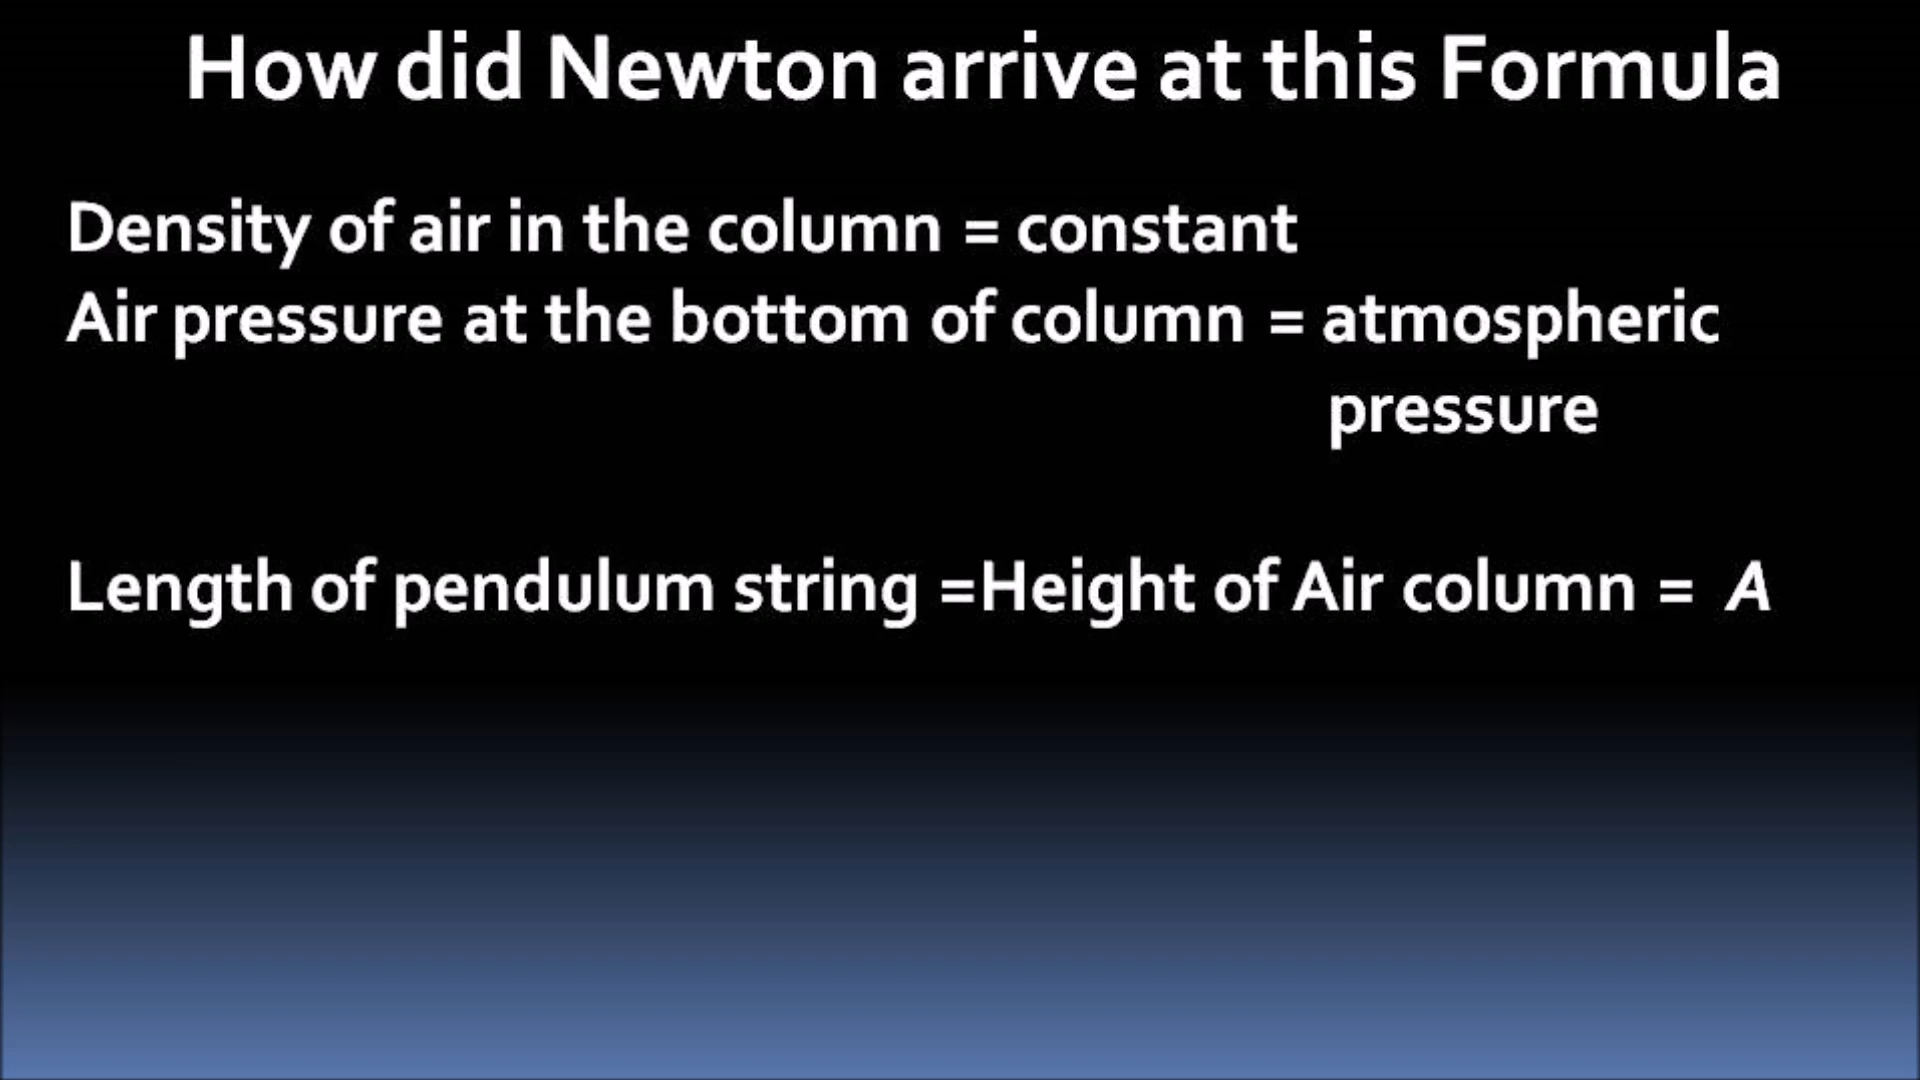 How did Newton arrive at this Formula
Density of air in the column = constant
Air pressure at the bottom of column = atmospheric
pressure
Length of pendulum string =Height of Air column = A